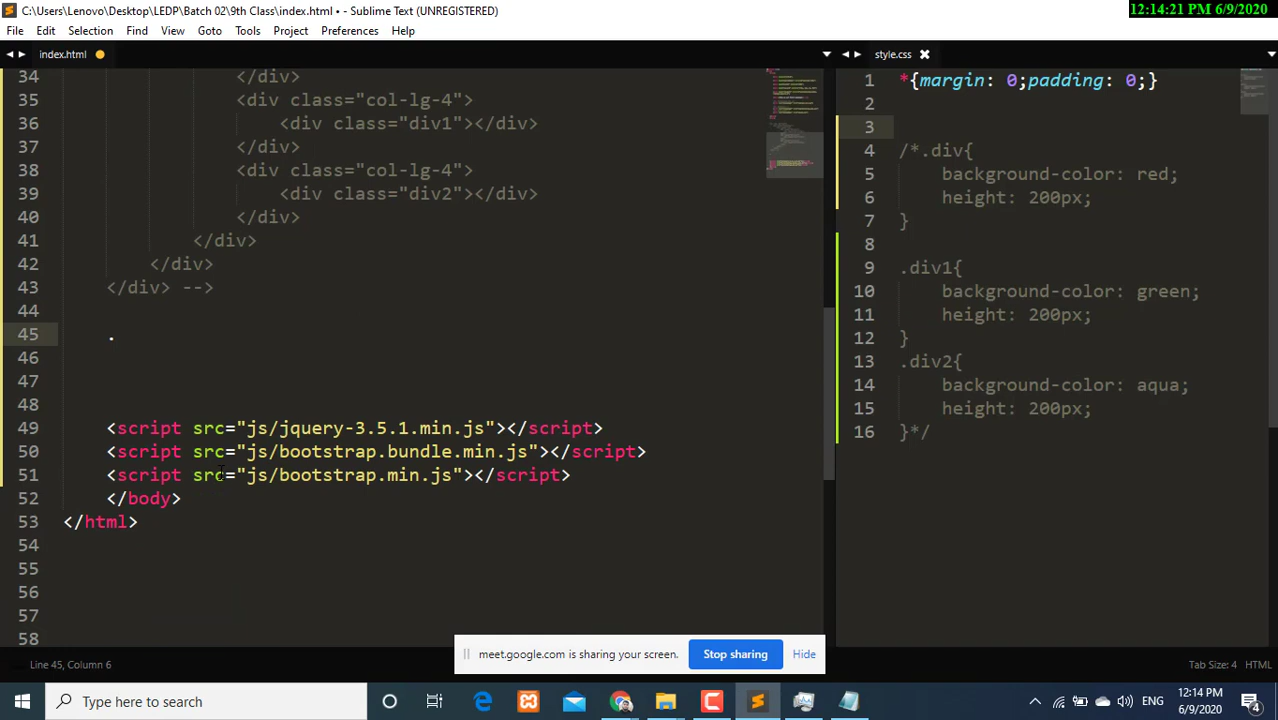 C:\Users\Lenovo\Desktop\LEDP\Batch 02\9th Class\index.html • - Sublime Text (UNREGISTERED)
12:14:21 PM 6/9/2020
File Edit Selection Find View Goto Tools Project Preferences Help
index.html
34 </div>
35 <div class="col-lg-4">
36 <div class="div1"></div>
37 </div>
38 <div class="col-lg-4">
39 <div class="div2"></div>
40 </div>
41 </div>
42 </div>
43 </div> -->
44
45 .
46
47
48
49 <script src="js/jquery-3.5.1.min.js"></script>
50 <script src="js/bootstrap.bundle.min.js"></script>
51 <script src="js/bootstrap.min.js"></script>
52 </body>
53 </html>
54
55
56
57
58
style.css
1 *{margin: 0;padding: 0;}
2
3
4 /*.div{
5 background-color: red;
6 height: 200px;
7 }
8
9 .div1{
10 background-color: green;
11 height: 200px;
12 }
13 .div2{
14 background-color: aqua;
15 height: 200px;
16 }*/
meet.google.com is sharing your screen. Stop sharing Hide
Line 45, Column 6 Tab Size: 4 HTML
Type here to search
ENG
12:14 PM
6/9/2020
4